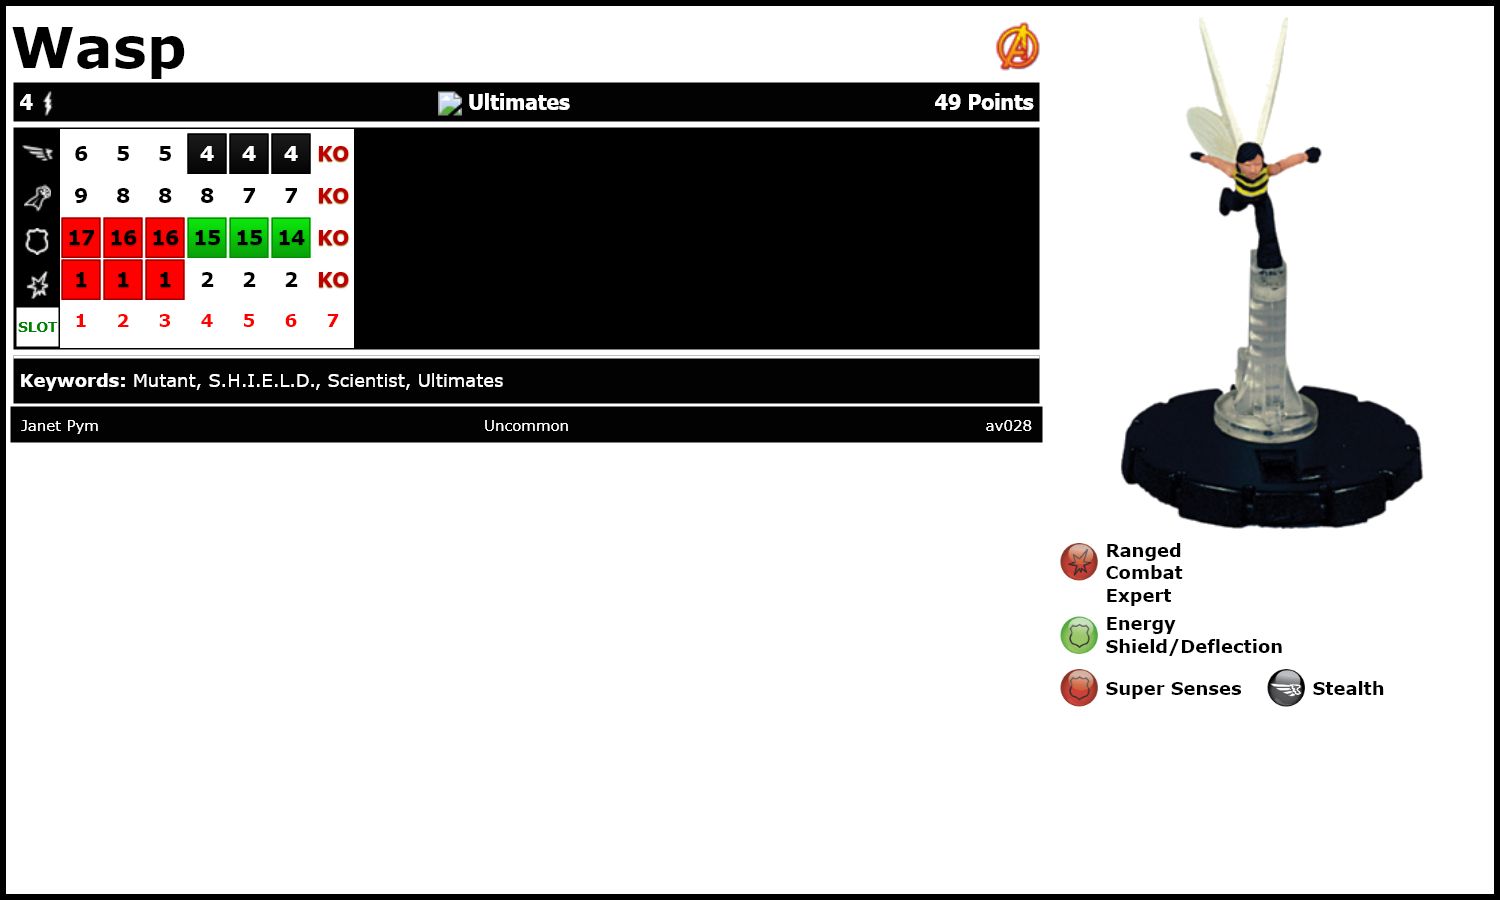 Wasp
4 Ultimates 49 Points
6 5 5 4 4 4 KO
9 8 8 8 7 7 KO
17 16 16 15 15 14 KO
1 1 1 2 2 2 KO
SLOT 1 2 3 4 5 6 7
Keywords: Mutant, S.H.I.E.L.D., Scientist, Ultimates
Janet Pym Uncommon av028
Ranged
Combat
Expert
Energy
Shield/Deflection
Super Senses Stealth